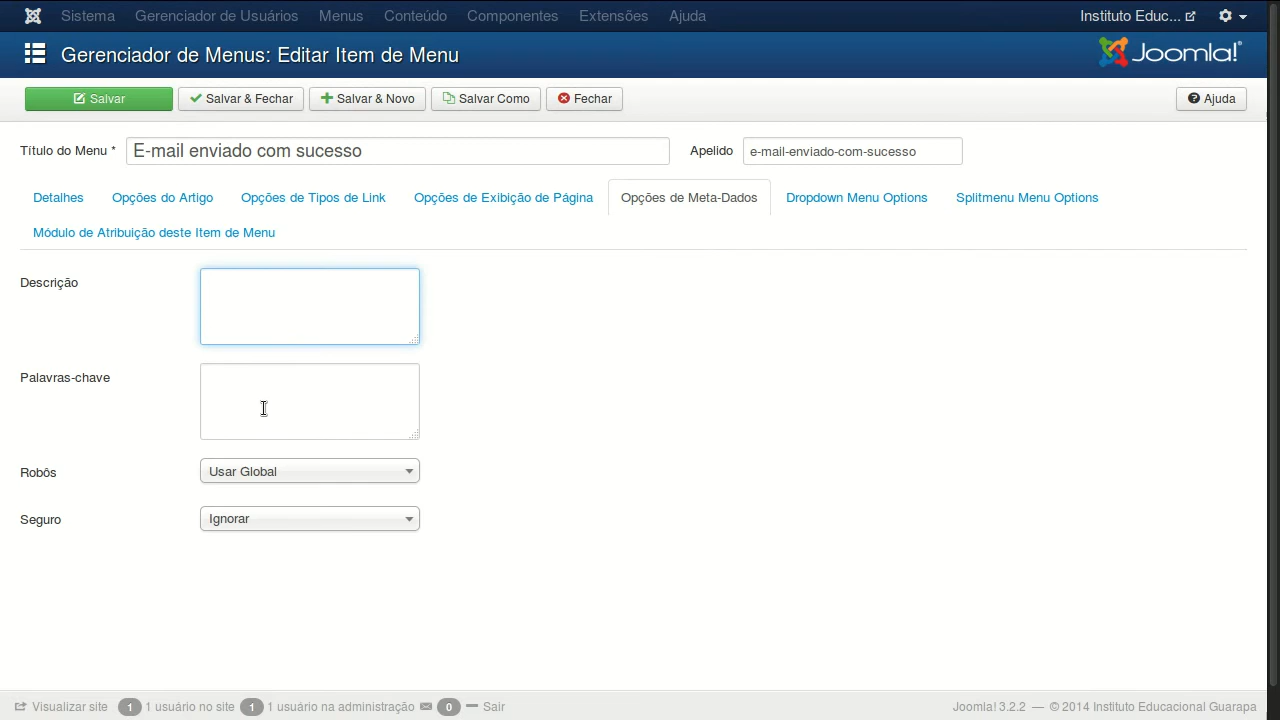 Sistema Gerenciador de Usuários Menus Conteúdo Componentes Extensões Ajuda Instituto Educ...
Gerenciador de Menus: Editar Item de Menu Joomla!®
Salvar Salvar & Fechar Salvar & Novo Salvar Como Fechar Ajuda
Título do Menu * E-mail enviado com sucesso Apelido e-mail-enviado-com-sucesso
Detalhes Opções do Artigo Opções de Tipos de Link Opções de Exibição de Página Opções de Meta-Dados Dropdown Menu Options Splitmenu Menu Options
Módulo de Atribuição deste Item de Menu
Descrição
Palavras-chave
Robôs Usar Global
Seguro Ignorar
Visualizar site 1 1 usuário no site 1 1 usuário na administração 0 Sair Joomla! 3.2.2 — © 2014 Instituto Educacional Guarapa